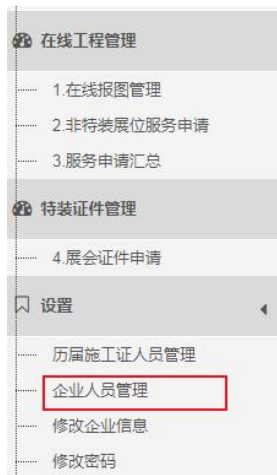 在线工程管理
1.在线报图管理
2.非特装展位服务申请
3.服务申请汇总
特装证件管理
4.展会证件申请
设置
历届施工证人员管理
企业人员管理
修改企业信息
修改密码